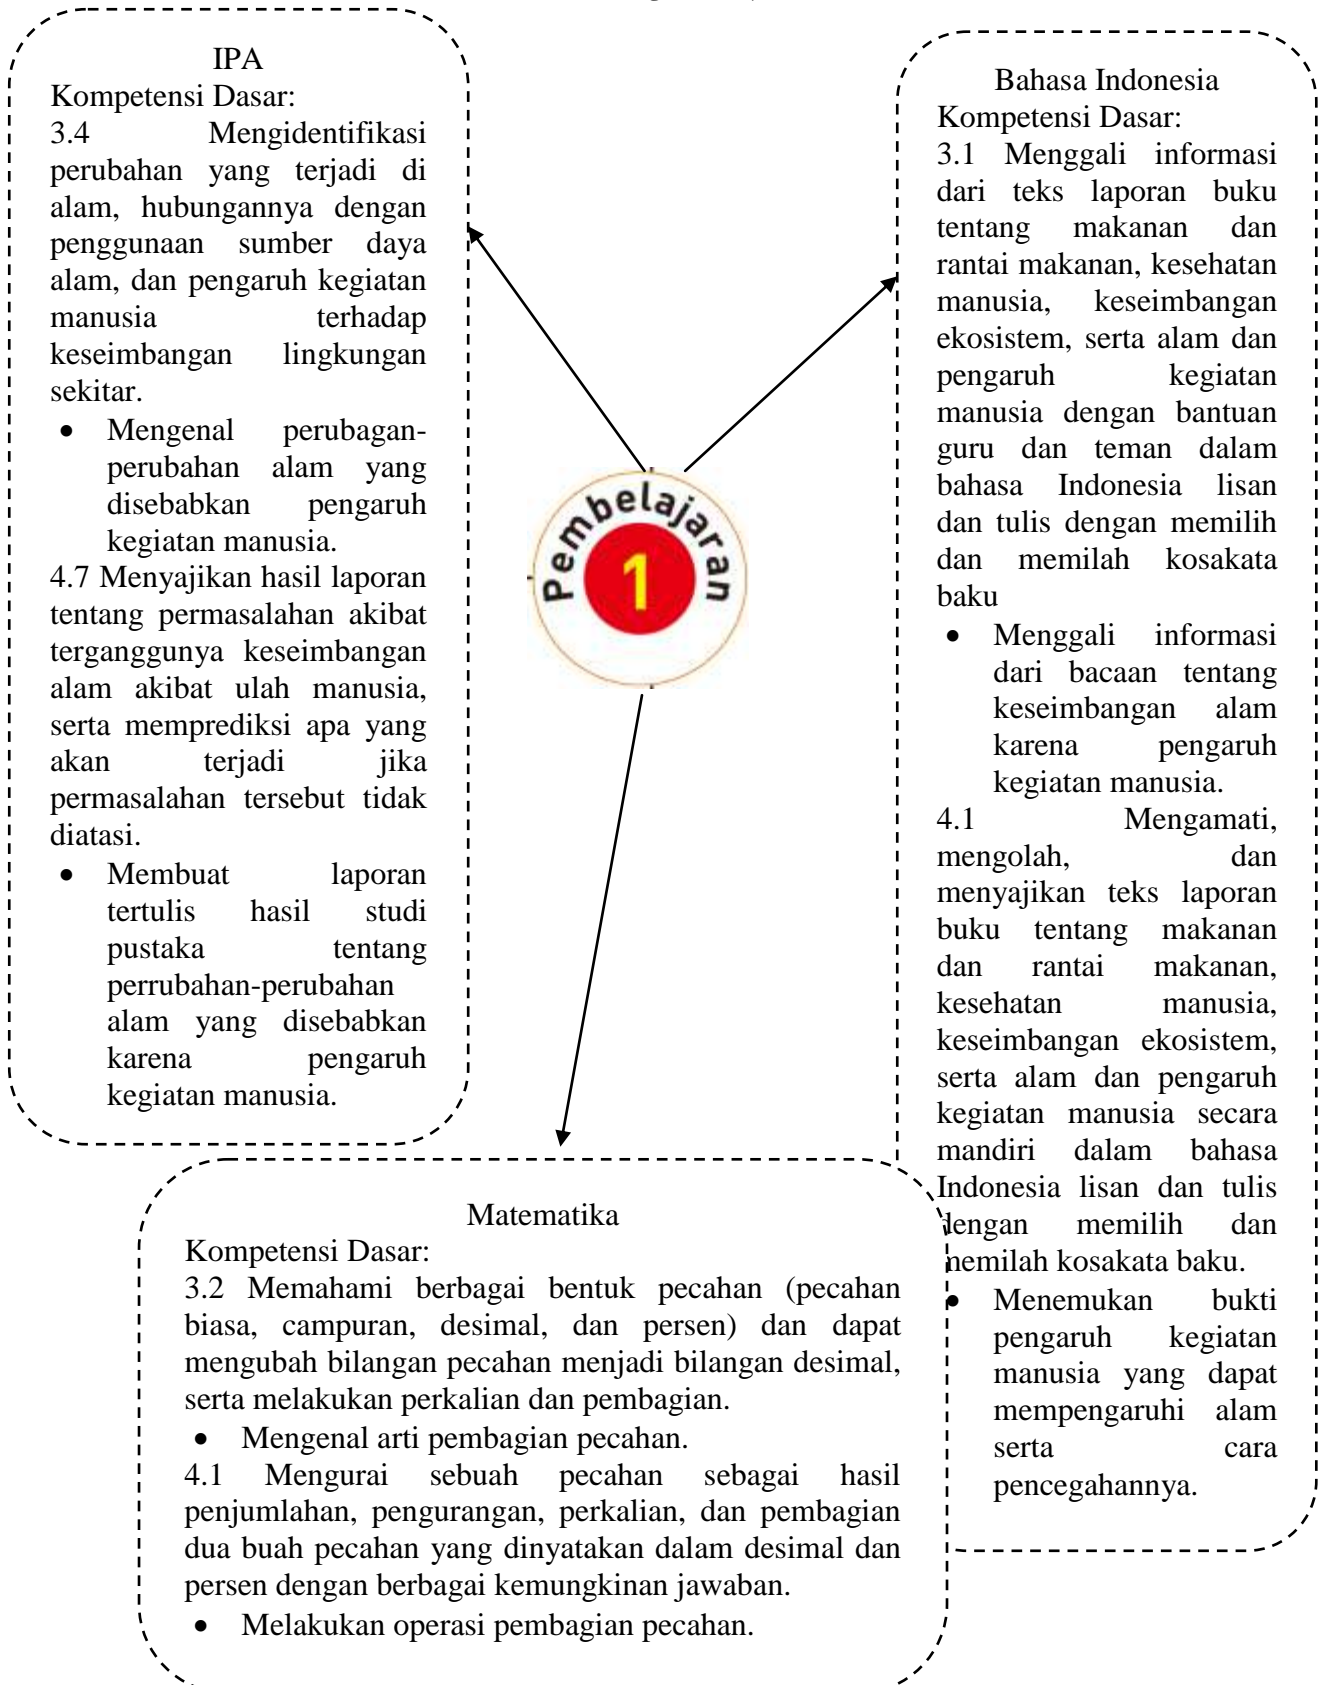 IPA
Kompetensi Dasar:
3.4 Mengidentifikasi
perubahan yang terjadi di
alam, hubungannya dengan
penggunaan sumber daya
alam, dan pengaruh kegiatan
manusia terhadap
keseimbangan lingkungan
sekitar.
• Mengenal perubagan-
perubahan alam yang
disebabkan pengaruh
kegiatan manusia.
4.7 Menyajikan hasil laporan
tentang permasalahan akibat
terganggunya keseimbangan
alam akibat ulah manusia,
serta memprediksi apa yang
akan terjadi jika
permasalahan tersebut tidak
diatasi.
• Membuat laporan
tertulis hasil studi
pustaka tentang
perrubahan-perubahan
alam yang disebabkan
karena pengaruh
kegiatan manusia.
Pembelajaran
1
Bahasa Indonesia
Kompetensi Dasar:
3.1 Menggali informasi
dari teks laporan buku
tentang makanan dan
rantai makanan, kesehatan
manusia, keseimbangan
ekosistem, serta alam dan
pengaruh kegiatan
manusia dengan bantuan
guru dan teman dalam
bahasa Indonesia lisan
dan tulis dengan memilih
dan memilah kosakata
baku
• Menggali informasi
dari bacaan tentang
keseimbangan alam
karena pengaruh
kegiatan manusia.
4.1 Mengamati,
mengolah, dan
menyajikan teks laporan
buku tentang makanan
dan rantai makanan,
kesehatan manusia,
keseimbangan ekosistem,
serta alam dan pengaruh
kegiatan manusia secara
mandiri dalam bahasa
Indonesia lisan dan tulis
dengan memilih dan
memilah kosakata baku.
• Menemukan bukti
pengaruh kegiatan
manusia yang dapat
mempengaruhi alam
serta cara
pencegahannya.
Matematika
Kompetensi Dasar:
3.2 Memahami berbagai bentuk pecahan (pecahan
biasa, campuran, desimal, dan persen) dan dapat
mengubah bilangan pecahan menjadi bilangan desimal,
serta melakukan perkalian dan pembagian.
• Mengenal arti pembagian pecahan.
4.1 Mengurai sebuah pecahan sebagai hasil
penjumlahan, pengurangan, perkalian, dan pembagian
dua buah pecahan yang dinyatakan dalam desimal dan
persen dengan berbagai kemungkinan jawaban.
• Melakukan operasi pembagian pecahan.